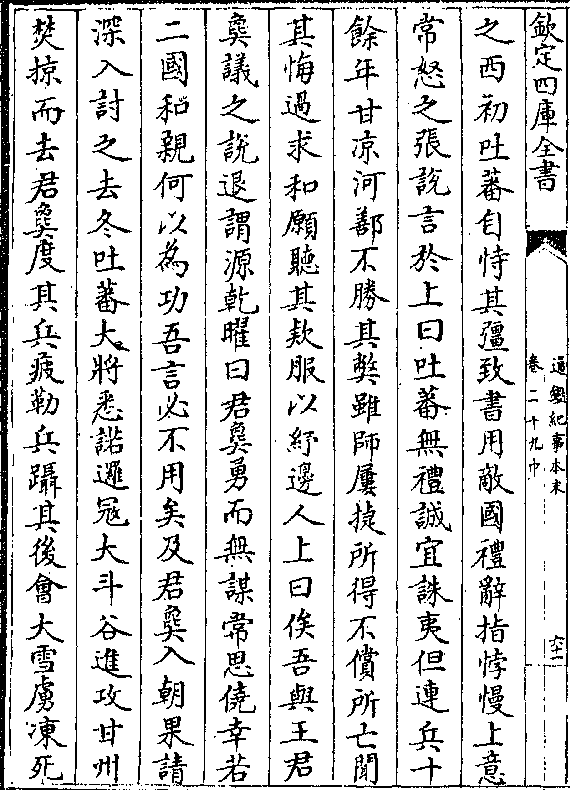 欽定四庫全書
通鑑紀事本末
卷二十九中
六十一
之西初吐蕃自恃其彊致書用敵國禮辭指悖慢上意
常怒之張說言於上曰吐蕃無禮誠宜誅夷但連兵十
餘年甘凉河鄯不勝其弊雖師屢捷所得不償所亡聞
其悔過求和願聽其欵服以紓邊人上曰俟吾與王君
㚟議之說退謂源乾曜曰君㚟勇而無謀常思僥幸若
二國和親何以為功吾言必不用矣及君㚟入朝果請
深入討之去冬吐蕃大將悉諾邏冦大斗谷進攻甘州
焚掠而去君㚟度其兵疲勒兵躡其後會大雪虜凍死